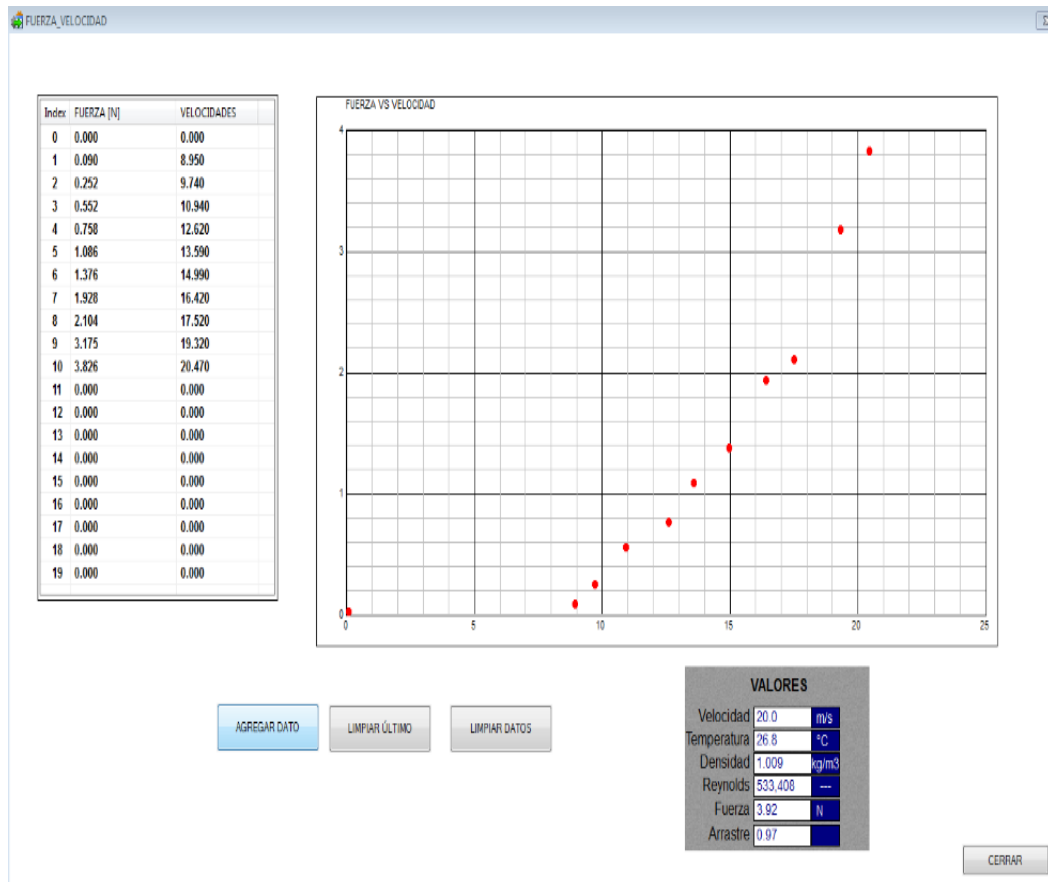 FUERZA_VELOCIDAD
Index FUERZA [N] VELOCIDADES
0 0.000 0.000
1 0.090 8.950
2 0.252 9.740
3 0.552 10.940
4 0.758 12.620
5 1.086 13.590
6 1.376 14.990
7 1.928 16.420
8 2.104 17.520
9 3.175 19.320
10 3.826 20.470
11 0.000 0.000
12 0.000 0.000
13 0.000 0.000
14 0.000 0.000
15 0.000 0.000
16 0.000 0.000
17 0.000 0.000
18 0.000 0.000
19 0.000 0.000
FUERZA VS VELOCIDAD
4
3
2
1
0
0 5 10 15 20 25
AGREGAR DATO
LIMPIAR ÚLTIMO
LIMPIAR DATOS
VALORES
Velocidad 20.0 m/s
Temperatura 26.8 °C
Densidad 1.009 kg/m3
Reynolds 533,408 ---
Fuerza 3.92 N
Arrastre 0.97
CERRAR